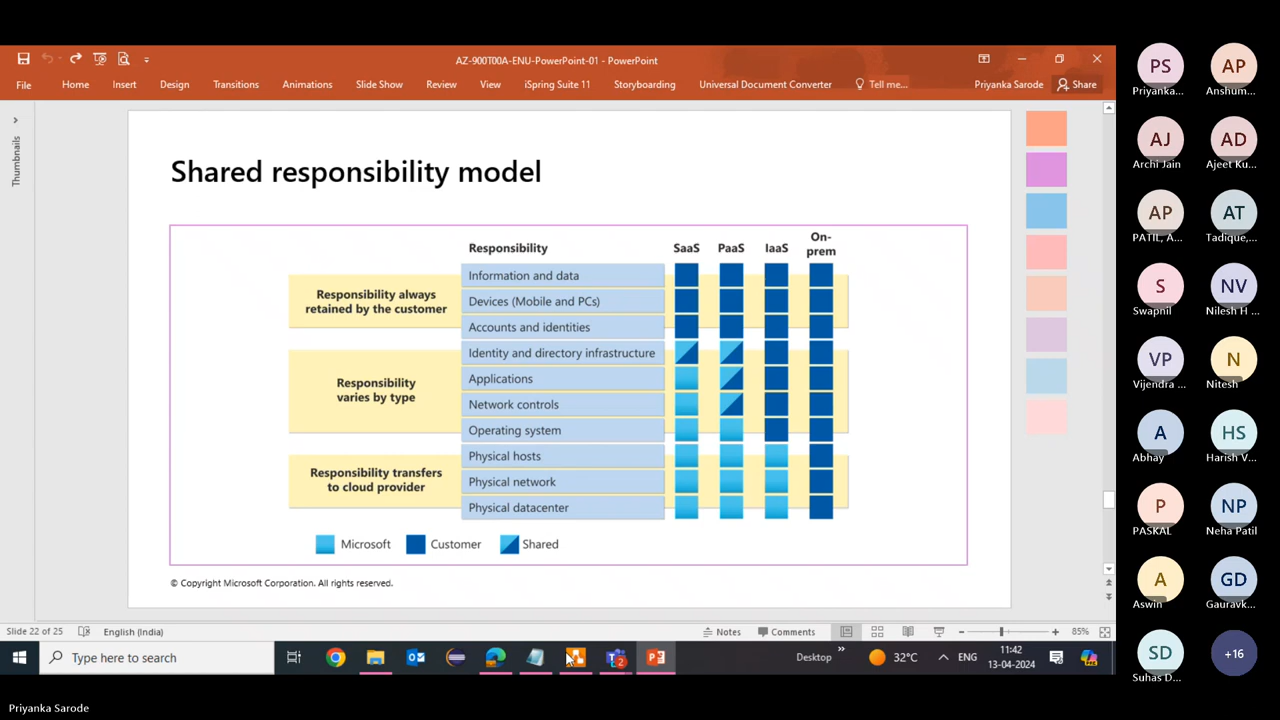 AZ-900T00A-ENU-PowerPoint-01 - PowerPoint
File Home Insert Design Transitions Animations Slide Show Review View iSpring Suite 11 Storyboarding Universal Document Converter Tell me... Priyanka Sarode Share
Thumbnails
Shared responsibility model
Responsibility SaaS PaaS IaaS On-
prem
Responsibility always
retained by the customer
Information and data
Devices (Mobile and PCs)
Accounts and identities
Responsibility
varies by type
Identity and directory infrastructure
Applications
Network controls
Operating system
Responsibility transfers
to cloud provider
Physical hosts
Physical network
Physical datacenter
Microsoft Customer Shared
© Copyright Microsoft Corporation. All rights reserved.
Slide 22 of 25 English (India) Notes Comments 85%
Type here to search
2
Desktop » 32°C ENG 11:42
13-04-2024
Priyanka Sarode
PS AP
Priyanka... Anshum...
AJ AD
Archi Jain Ajeet Ku...
AP AT
PATIL, A... Tadique,...
S NV
Swapnil Nilesh H ...
VP N
Vijendra ... Nitesh
A HS
Abhay Harish V...
P NP
PASKAL Neha Patil
A GD
Aswin Gauravk...
SD +16
Suhas D...